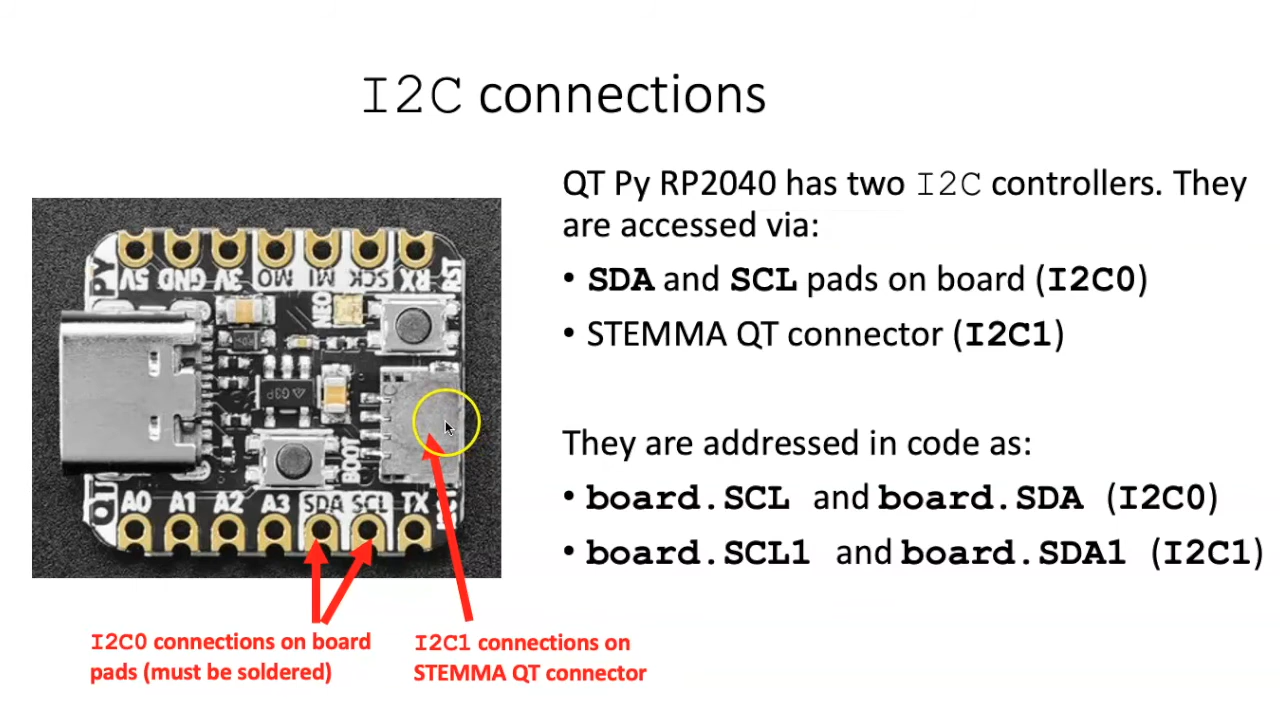 I2C connections
QT Py RP2040 has two I2C controllers. They
are accessed via:
• SDA and SCL pads on board (I2C0)
• STEMMA QT connector (I2C1)
They are addressed in code as:
• board.SCL and board.SDA (I2C0)
• board.SCL1 and board.SDA1 (I2C1)
5V GND 3V MO MI SCK RX
NEO
G3P
BOOT
A0 A1 A2 A3 SDA SCL TX
I2C0 connections on board
pads (must be soldered)
I2C1 connections on
STEMMA QT connector